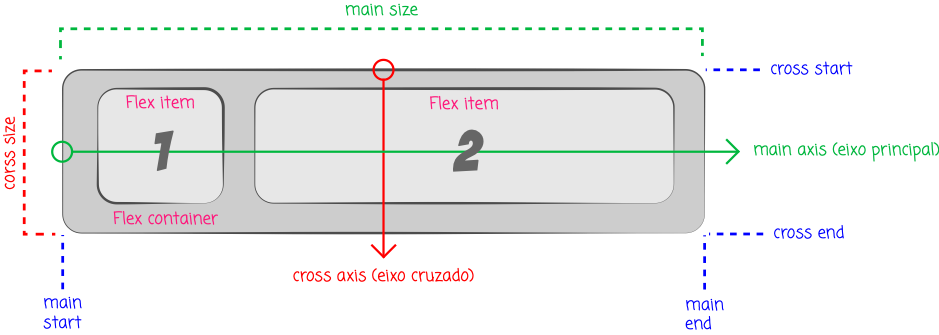 main size
cross start
Flex item
Flex item
1
2
corss size
main axis (eixo principal)
Flex container
cross end
cross axis (eixo cruzado)
main
start
main
end